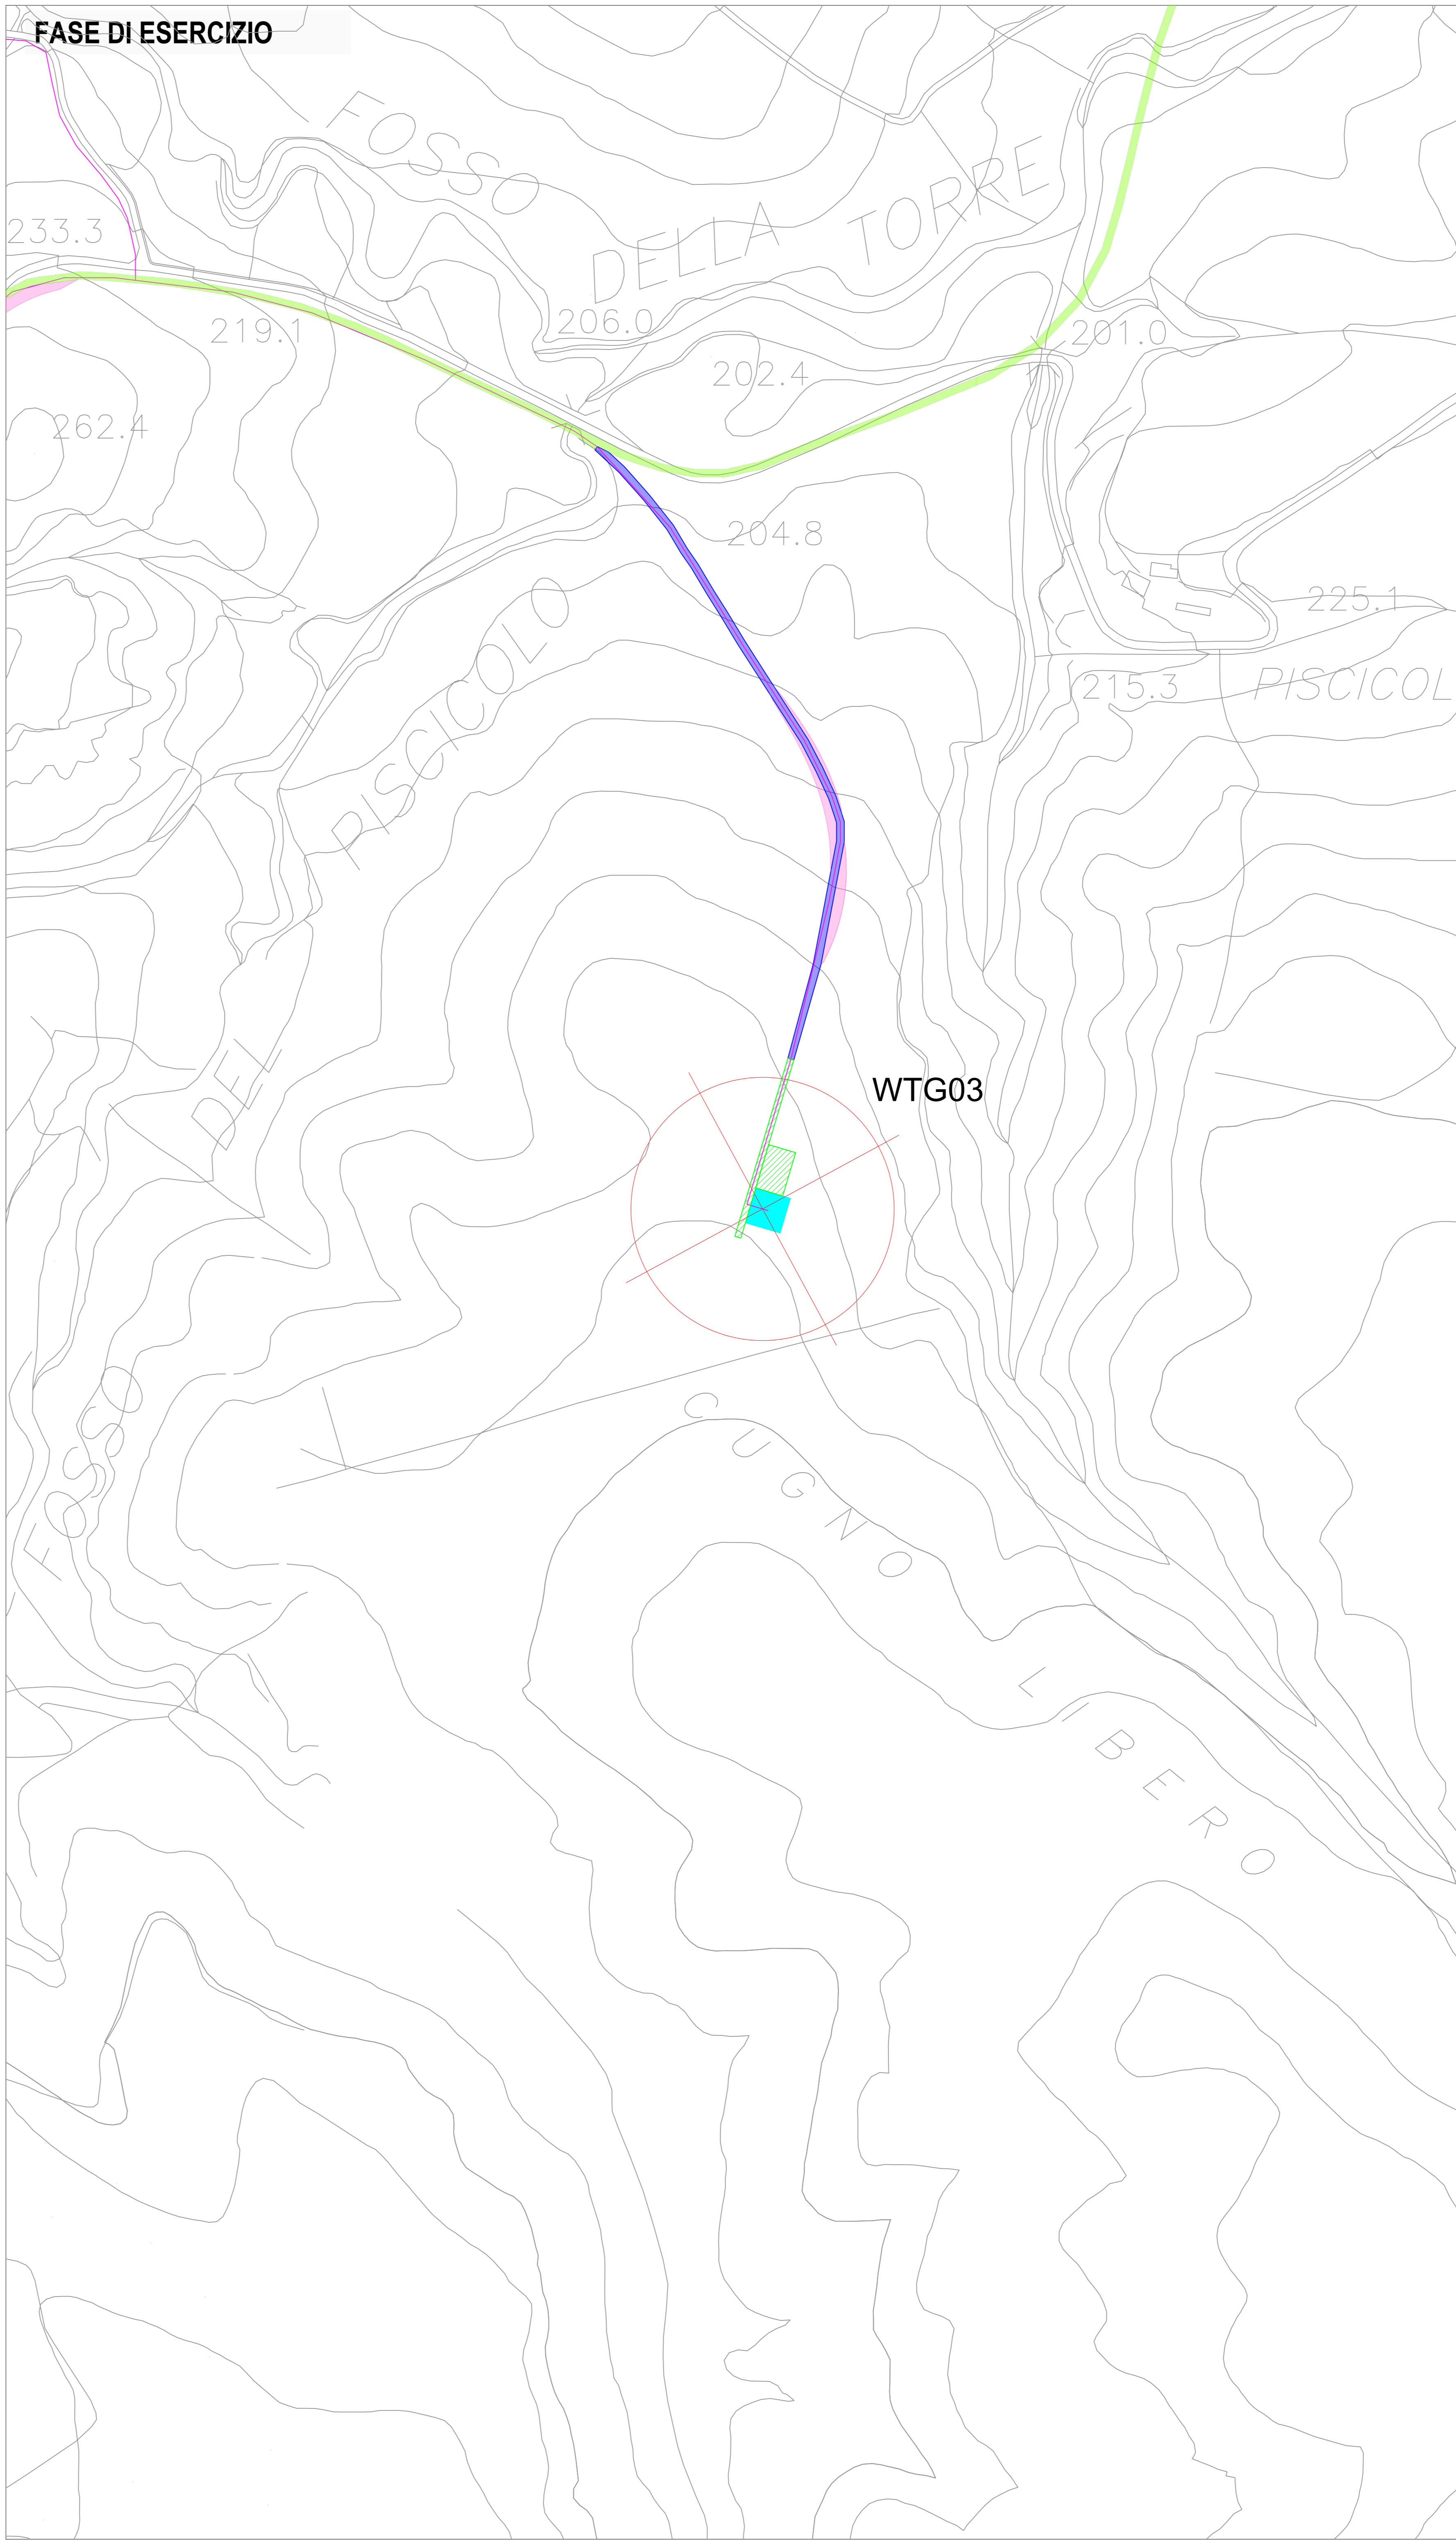 FASE DI ESERCIZIO
FOSSO DELLA TORRE
233.3
219.1
206.0
201.0
202.4
262.4
204.8
225.1
215.3
PISCICOL
FOSSO DEL PISCICOLO
WTG03
CUGNO LIBERO